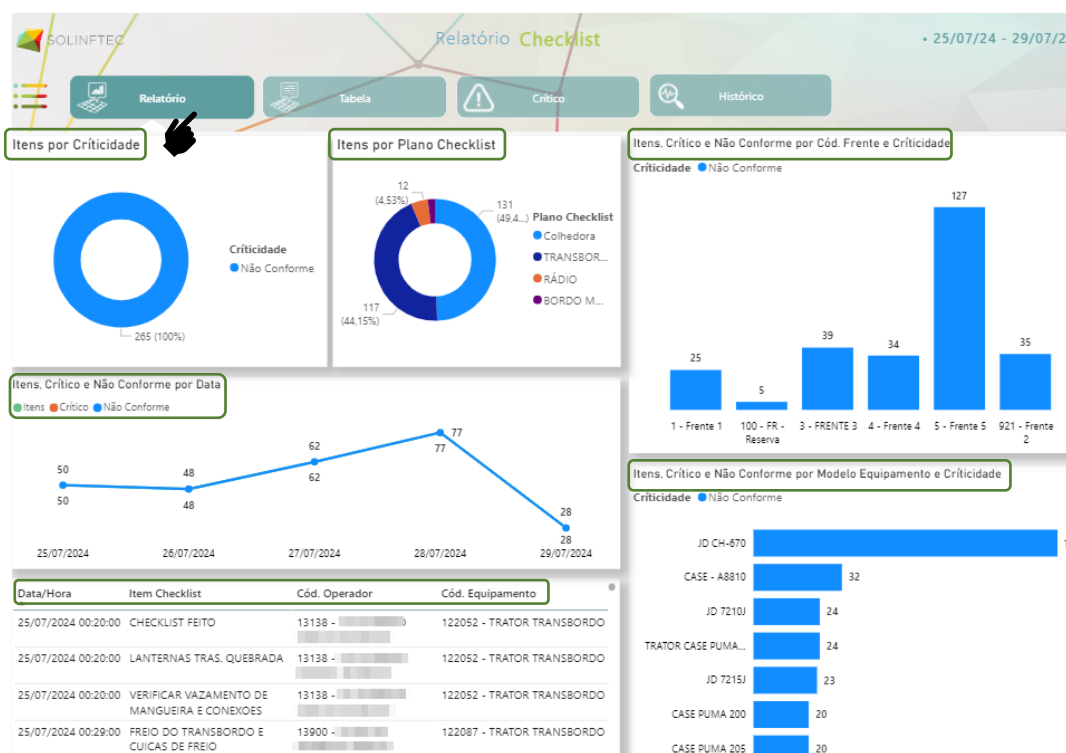 SOLINFTEC
Relatório Checklist
• 25/07/24 - 29/07/2
Relatório
Tabela
Crítico
Histórico
Itens por Críticidade
Críticidade
Não Conforme
265 (100%)
Itens por Plano Checklist
12
(4,53%)
131
(49,4...)
117
(44,15%)
Plano Checklist
Colhedora
TRANSBOR...
RÁDIO
BORDO M...
Itens, Crítico e Não Conforme por Cód. Frente e Críticidade
Críticidade Não Conforme
25
5
39
34
127
35
1 - Frente 1
100 - FR -
Reserva
3 - FRENTE 3
4 - Frente 4
5 - Frente 5
921 - Frente
2
Itens, Crítico e Não Conforme por Data
Itens Crítico Não Conforme
50
50
48
48
62
62
77
77
28
28
25/07/2024 26/07/2024 27/07/2024 28/07/2024 29/07/2024
Itens, Crítico e Não Conforme por Modelo Equipamento e Críticidade
Críticidade Não Conforme
JD CH-670
CASE - A8810 32
JD 7210J 24
TRATOR CASE PUMA... 24
JD 7215J 23
CASE PUMA 200 20
CASE PUMA 205 20
Data/Hora Item Checklist Cód. Operador Cód. Equipamento
25/07/2024 00:20:00 CHECKLIST FEITO 13138 - 122052 - TRATOR TRANSBORDO
25/07/2024 00:20:00 LANTERNAS TRAS. QUEBRADA 13138 - 122052 - TRATOR TRANSBORDO
25/07/2024 00:20:00 VERIFICAR VAZAMENTO DE 13138 - 122052 - TRATOR TRANSBORDO
MANGUEIRA E CONEXOES
25/07/2024 00:29:00 FREIO DO TRANSBORDO E 13900 - 122087 - TRATOR TRANSBORDO
CUICAS DE FREIO